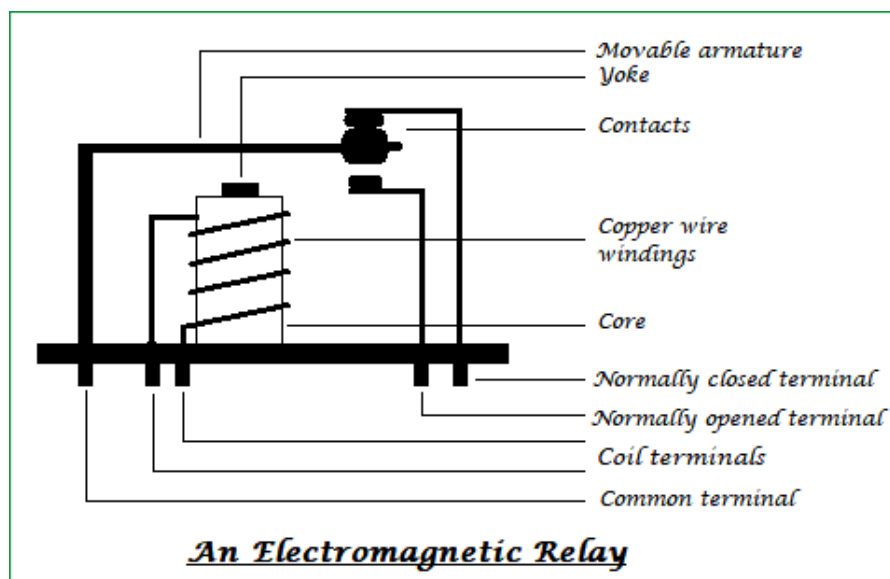 Movable armature
Yoke
Contacts
Copper wire
windings
Core
Normally closed terminal
Normally opened terminal
Coil terminals
Common terminal
An Electromagnetic Relay